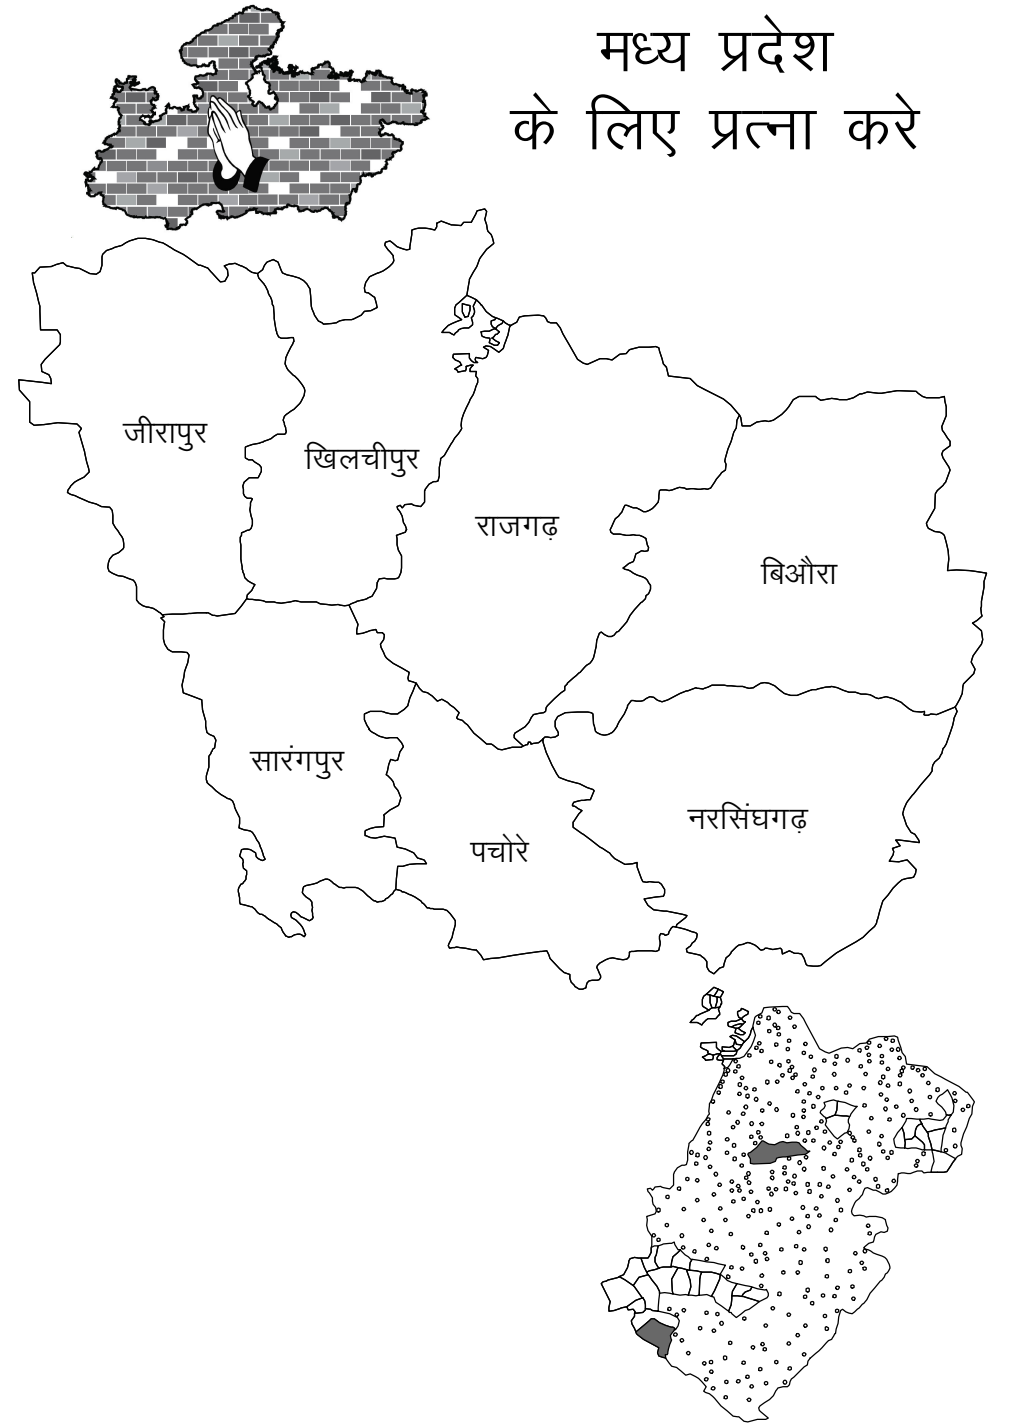 मध्य प्रदेश
के लिए प्रत्ना करे
जीरापुर
खिलचीपुर
राजगढ़
बिऔरा
सारंगपुर
नरसिंघगढ़
पचोरे